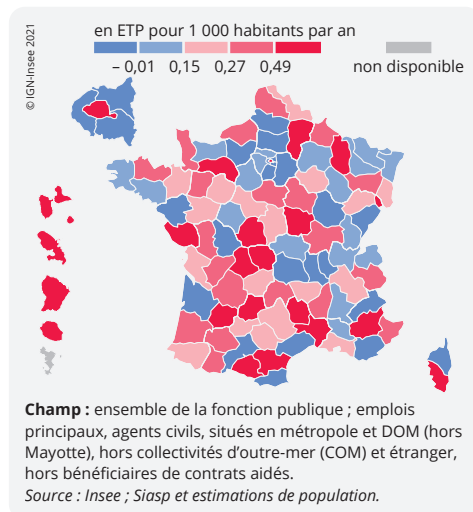 © IGN-Insee 2021
en ETP pour 1 000 habitants par an
– 0,01 0,15 0,27 0,49 non disponible
Champ : ensemble de la fonction publique ; emplois
principaux, agents civils, situés en métropole et DOM (hors
Mayotte), hors collectivités d'outre-mer (COM) et étranger,
hors bénéficiaires de contrats aidés.
Source : Insee ; Siasp et estimations de population.